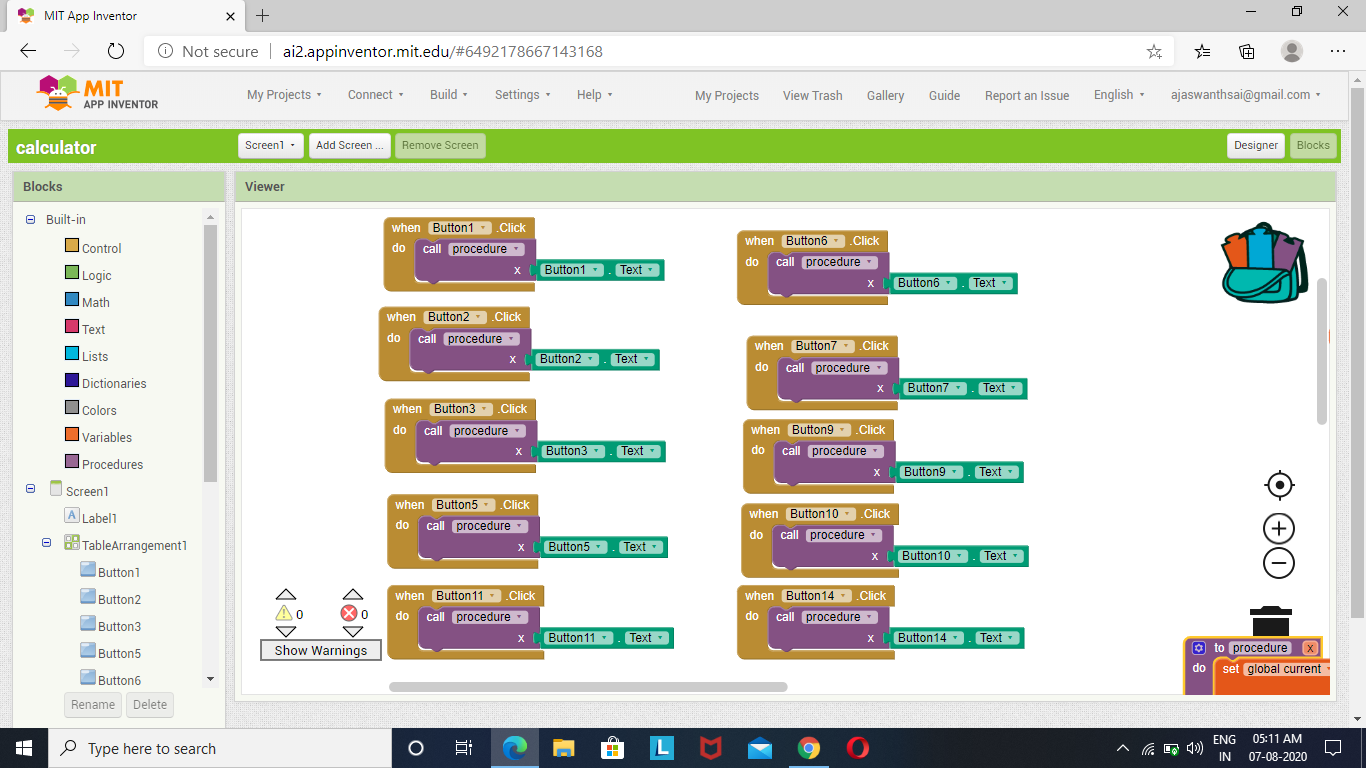 MIT App Inventor
Not secure | ai2.appinventor.mit.edu/#6492178667143168
MIT
APP INVENTOR
My Projects Connect Build Settings Help My Projects View Trash Gallery Guide Report an Issue English ajaswanthsai@gmail.com
calculator Screen1 Add Screen ... Remove Screen Designer Blocks
Blocks
Built-in
Control
Logic
Math
Text
Lists
Dictionaries
Colors
Variables
Procedures
Screen1
A Label1
TableArrangement1
Button1
Button2
Button3
Button5
Button6
Rename Delete
Viewer
when Button1 .Click
do call procedure
x Button1 . Text
when Button2 .Click
do call procedure
x Button2 . Text
when Button3 .Click
do call procedure
x Button3 . Text
when Button5 .Click
do call procedure
x Button5 . Text
when Button11 .Click
do call procedure
x Button11 . Text
when Button6 .Click
do call procedure
x Button6 . Text
when Button7 .Click
do call procedure
x Button7 . Text
when Button9 .Click
do call procedure
x Button9 . Text
when Button10 .Click
do call procedure
x Button10 . Text
when Button14 .Click
do call procedure
x Button14 . Text
0 0
Show Warnings
to procedure x
do set global current
Type here to search
L
ENG 05:11 AM
IN 07-08-2020